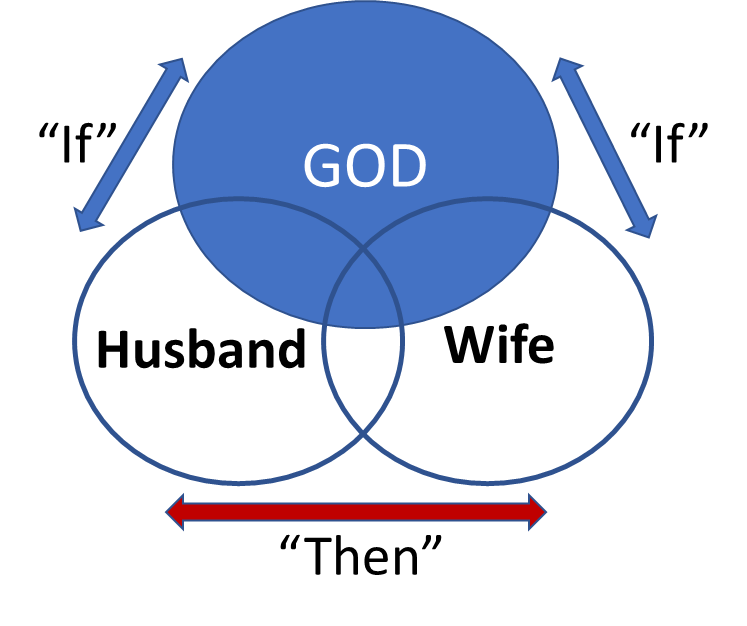 “If”
“If”
GOD
Husband
Wife
“Then”